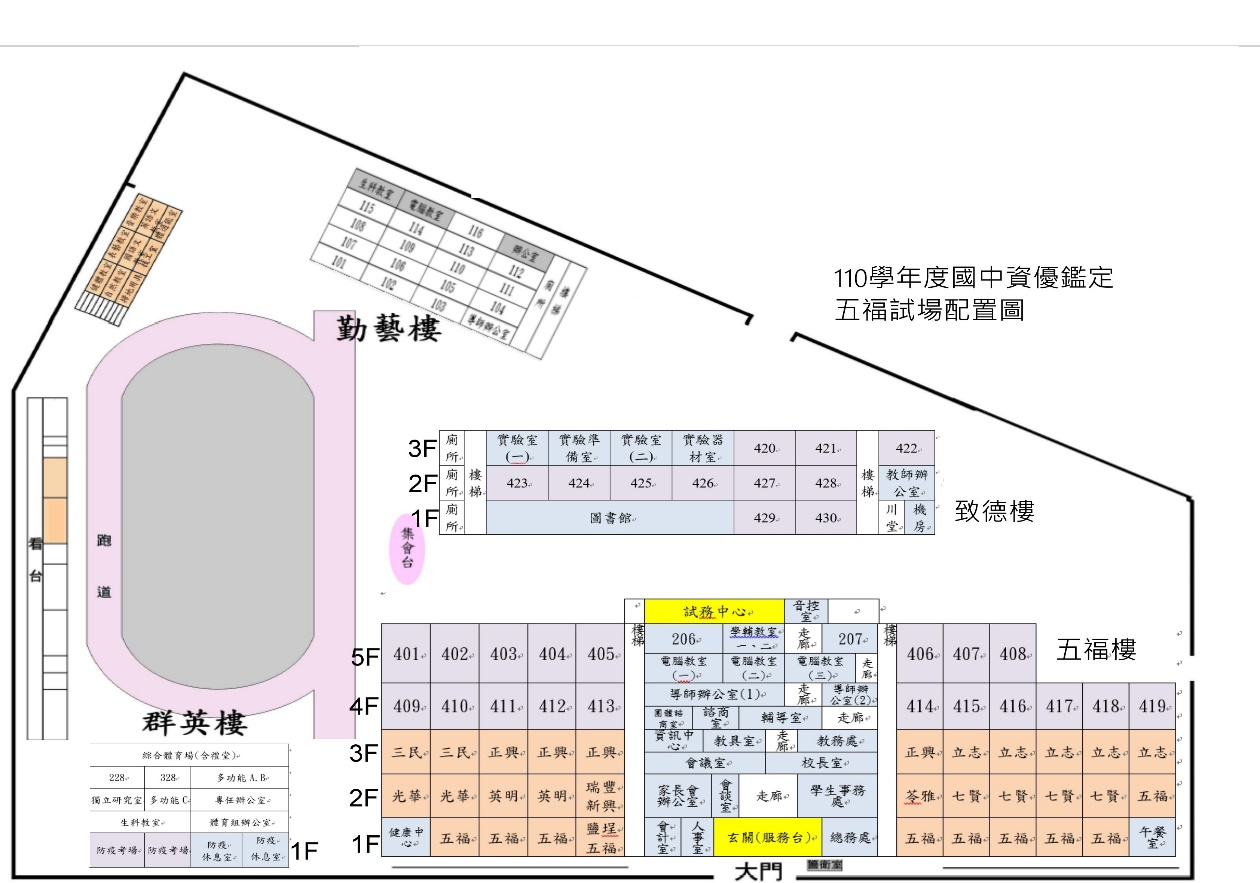 110學年度國中資優鑑定
五福試場配置圖
生科教室 電腦教室 116 辦公室
115 114 113 112
108 109 110 111
107 106 105 104
101 102 103 導師辦公室
廁所 樓梯
勤藝樓
3F 廁所 樓梯 實驗室(一) 實驗準備室 實驗室(二) 實驗器材室 420 421 樓梯 422
2F 廁所 423 424 425 426 427 428 教師辦公室
1F 廁所 圖書館 429 430 川堂 機房
致德樓
集會台
看台
跑道
試務中心 音控室
5F 401 402 403 404 405 樓梯 206 學輔教室一、二 走廊 207 樓梯 406 407 408
電腦教室(一) 電腦教室(二) 電腦教室(三) 走廊
五福樓
4F 409 410 411 412 413 導師辦公室(1) 走廊 導師辦公室(2) 414 415 416 417 418 419
團體諮商室 諮商室 輔導室 走廊
3F 三民 三民 正興 正興 正興 資訊中心 教具室 走廊 教務處 正興 立志 立志 立志 立志 立志
會議室 校長室
2F 光華 光華 英明 英明 瑞豐新興 家長會辦公室 會談室 走廊 學生事務處 苓雅 七賢 七賢 七賢 七賢 五福
1F 健康中心 五福 五福 五福 鹽埕五福 會計室 人事室 玄關(服務台) 總務處 五福 五福 五福 五福 五福 午餐室
群英樓
綜合體育場(含禮堂)
228 328 多功能 A.B
獨立研究室 多功能 C 專任辦公室
生科教室 體育組辦公室
防疫考場 防疫考場 防疫休息室 防疫休息室 1F
大門
警衛室